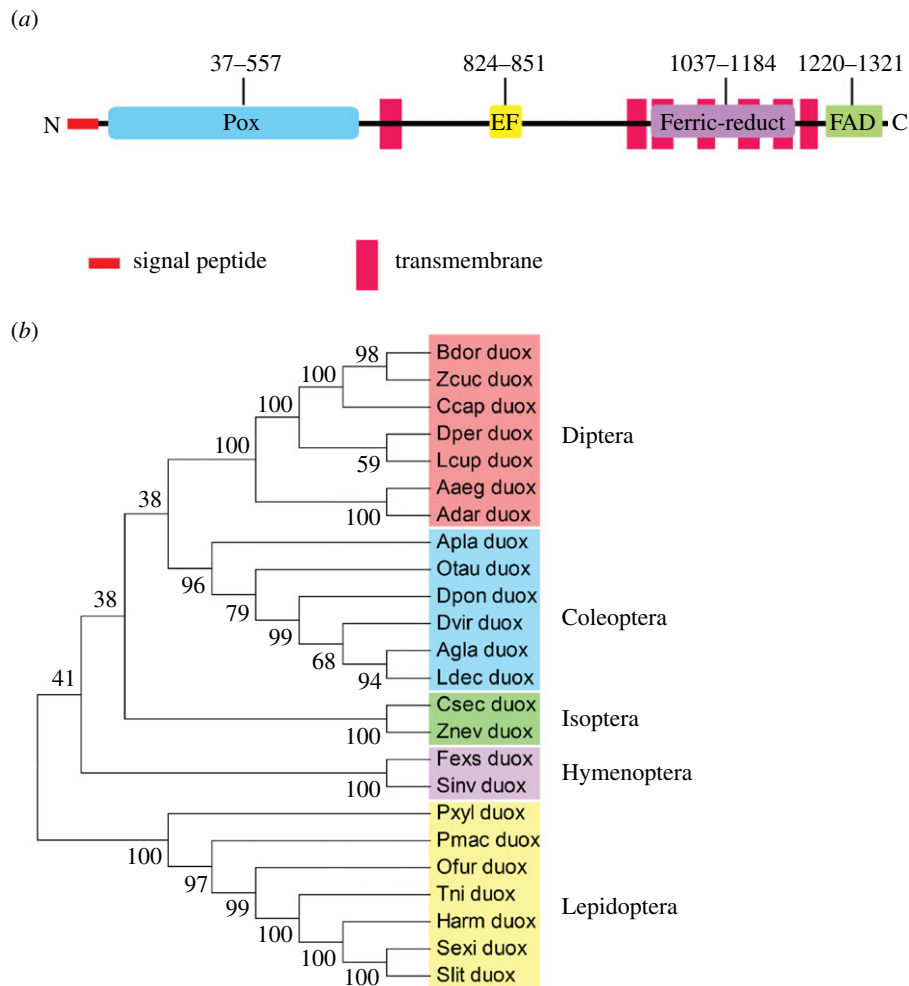 (a)
37–557 824–851 1037–1184 1220–1321
N Pox EF Ferric-reduct FAD C
signal peptide transmembrane
(b)
98 Bdor duox
100 Zcuc duox
100 Ccap duox
100 Dper duox Diptera
59 Lcup duox
38 Aaeg duox
100 Adar duox
Apla duox
96 Otau duox
79 Dpon duox
38 99 Dvir duox Coleoptera
68 Agla duox
41 94 Ldec duox
Csec duox Isoptera
100 Znev duox
Fexs duox Hymenoptera
100 Sinv duox
Pxyl duox
100 Pmac duox
97 Ofur duox
99 Tni duox Lepidoptera
100 Harm duox
100 Sexi duox
100 Slit duox